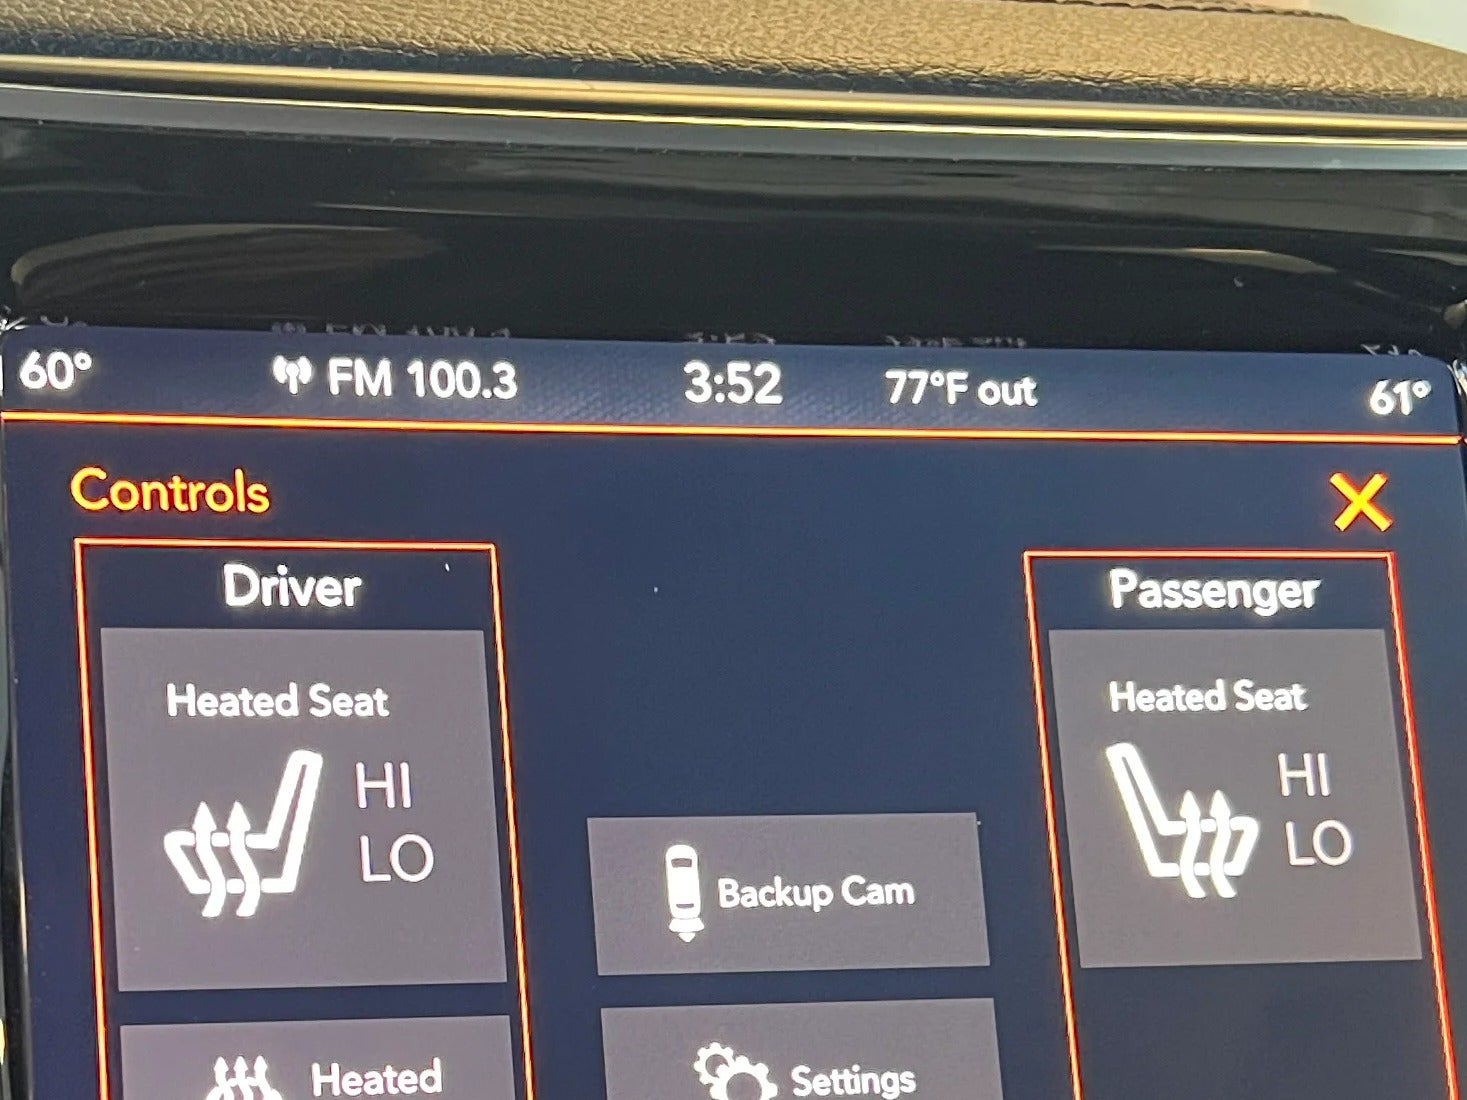 60° FM 100.3 3:52 77°F out 61°
Controls
Driver
Heated Seat
HI
LO
Heated
Backup Cam
Settings
Passenger
Heated Seat
HI
LO